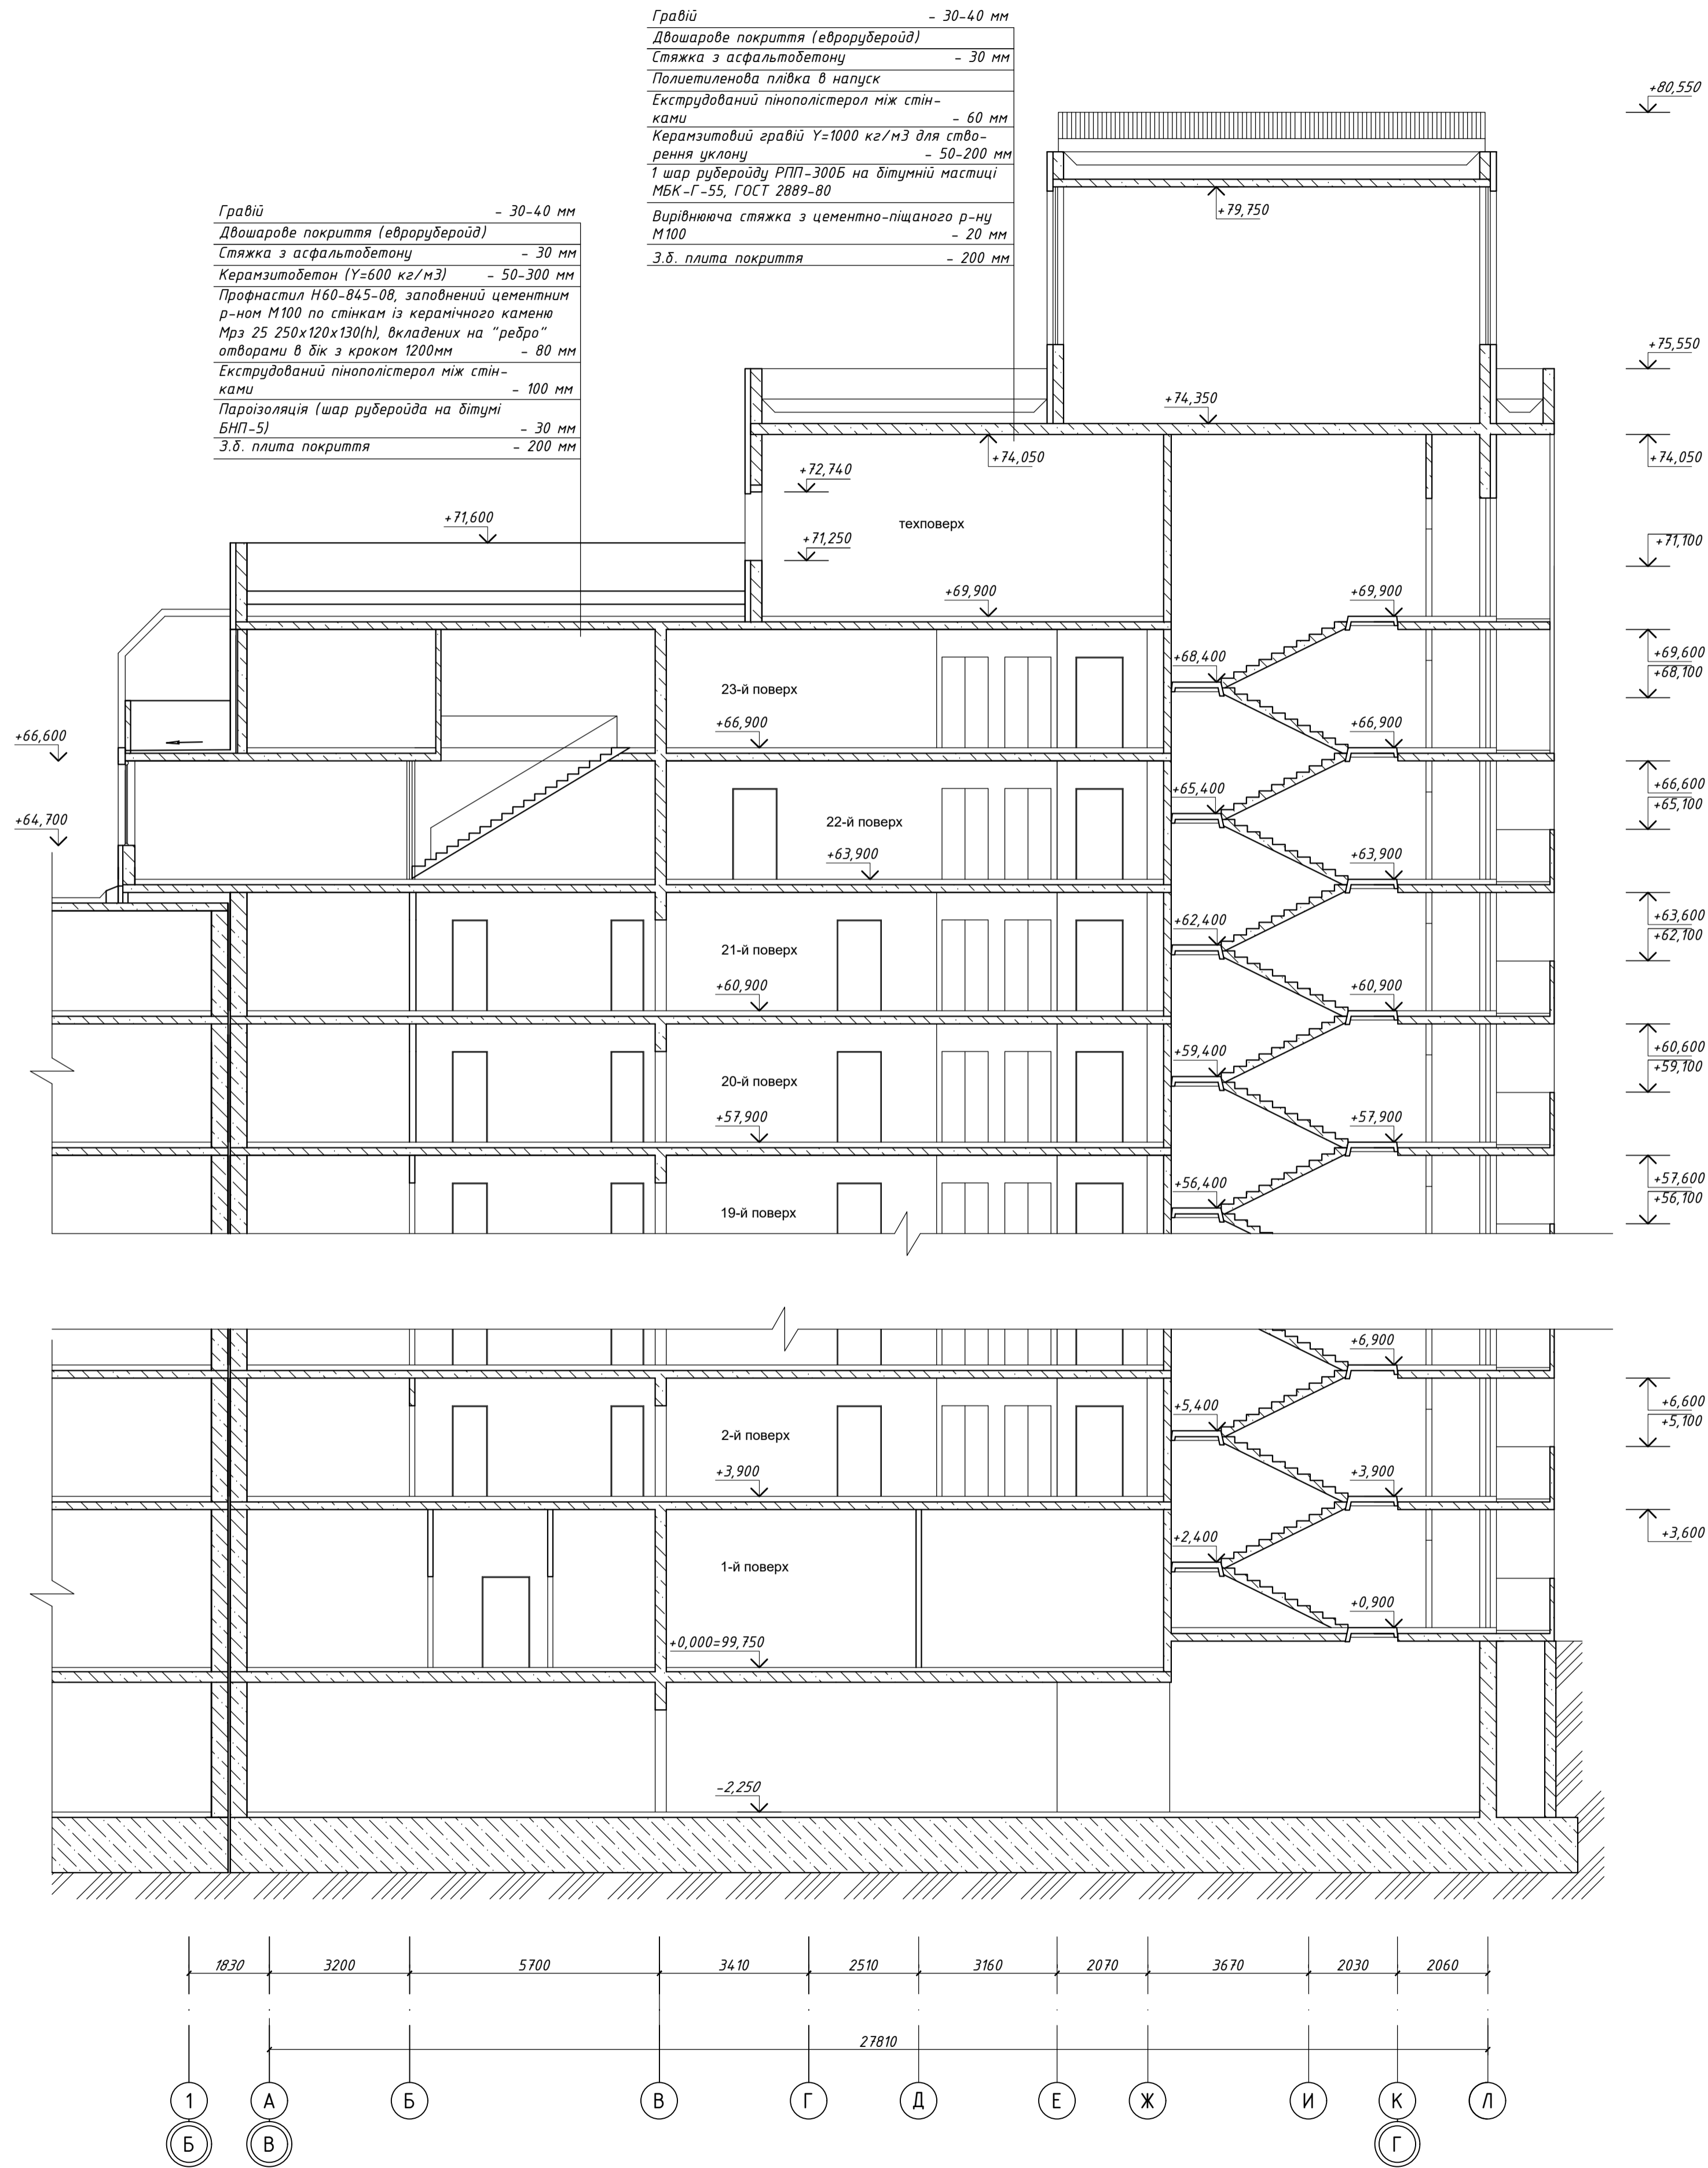 Гравій - 30-40 мм
Двошарове покриття (евроруберойд)
Стяжка з асфальтобетону - 30 мм
Полиетиленова плівка в напуск
Екструдований пінополістерол між стін-
ками - 60 мм
Керамзитовий гравій Y=1000 кг/м3 для ство-
рення уклону - 50-200 мм
1 шар руберойду РПП-300Б на бітумній мастиці
МБК-Г-55, ГОСТ 2889-80
Вирівнююча стяжка з цементно-піщаного р-ну
М100 - 20 мм
З.б. плита покриття - 200 мм
Гравій - 30-40 мм
Двошарове покриття (евроруберойд)
Стяжка з асфальтобетону - 30 мм
Керамзитобетон (Y=600 кг/м3) - 50-300 мм
Профнастил Н60-845-08, заповнений цементним
р-ном М100 по стінкам із керамічного каменю
Мрз 25 250х120х130(h), вкладених на "ребро"
отворами в бік з кроком 1200мм - 80 мм
Екструдований пінополістерол між стін-
ками - 100 мм
Пароізоляція (шар руберойда на бітумі
БНП-5) - 30 мм
З.б. плита покриття - 200 мм
+80,550
+79,750
+75,550
+74,350
+74,050
+74,050
+72,740
техповерх
+71,600
+71,250
+71,100
+69,900
+69,900
+69,600
+68,400
+68,100
23-й поверх
+66,900
+66,900
+66,600
+66,600
+65,400
+65,100
+64,700
22-й поверх
+63,900
+63,900
+63,600
+62,400
+62,100
21-й поверх
+60,900
+60,900
+60,600
+59,400
+59,100
20-й поверх
+57,900
+57,900
+57,600
+56,400
+56,100
19-й поверх
+6,900
+6,600
+5,400
+5,100
2-й поверх
+3,900
+3,900
+3,600
+2,400
1-й поверх
+0,900
+0,000=99,750
-2,250
1830 3200 5700 3410 2510 3160 2070 3670 2030 2060
27810
1 А Б В Г Д Е Ж И К Л
Б В Г